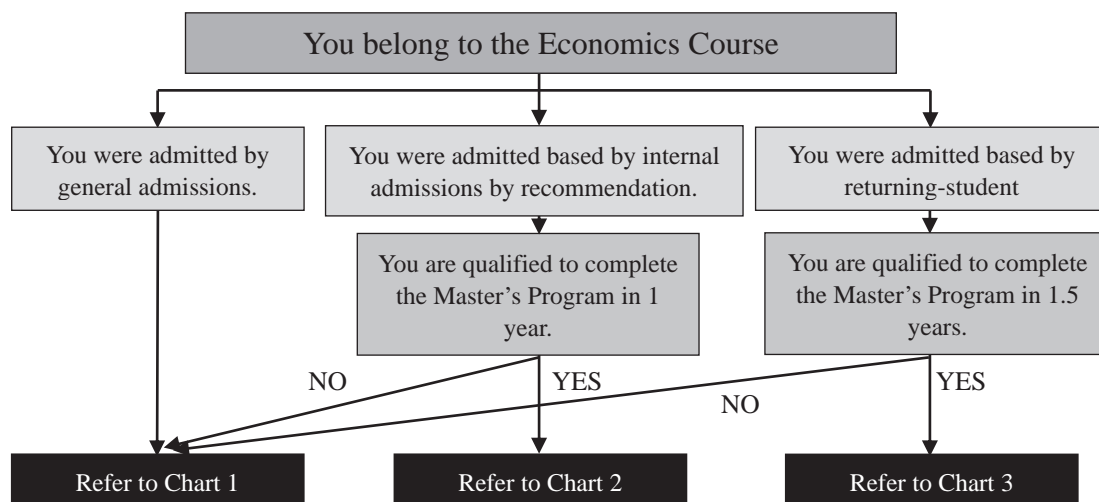 You belong to the Economics Course
You were admitted by
general admissions.
You were admitted based by internal
admissions by recommendation.
You were admitted based by
returning-student
You are qualified to complete
the Master’s Program in 1
year.
You are qualified to complete
the Master’s Program in 1.5
years.
NO
YES
NO
YES
Refer to Chart 1
Refer to Chart 2
Refer to Chart 3